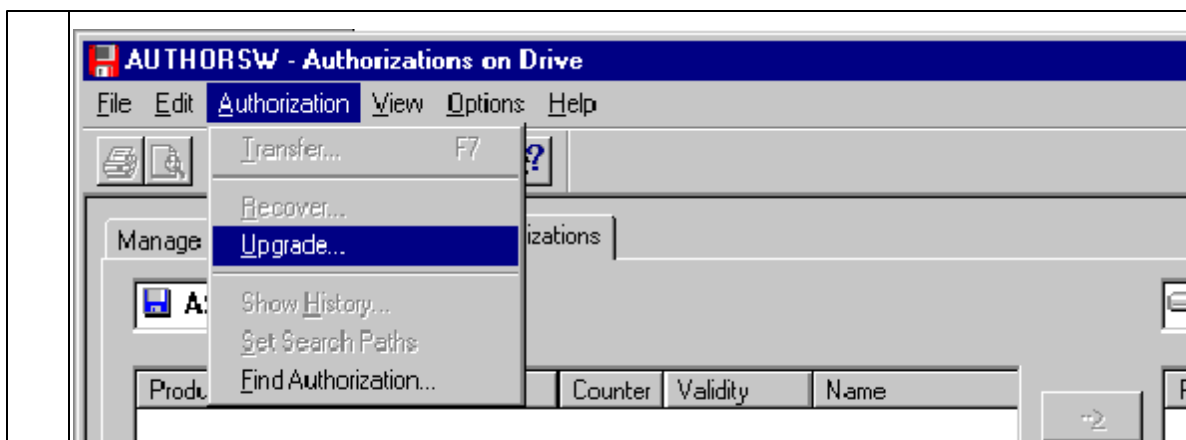 AUTHORSW - Authorizations on Drive
File Edit Authorization View Options Help
Transfer... F7
?
Recover...
Manage
Upgrade...
izations
A:
Show History...
Set Search Paths
Find Authorization...
Produ Counter Validity Name